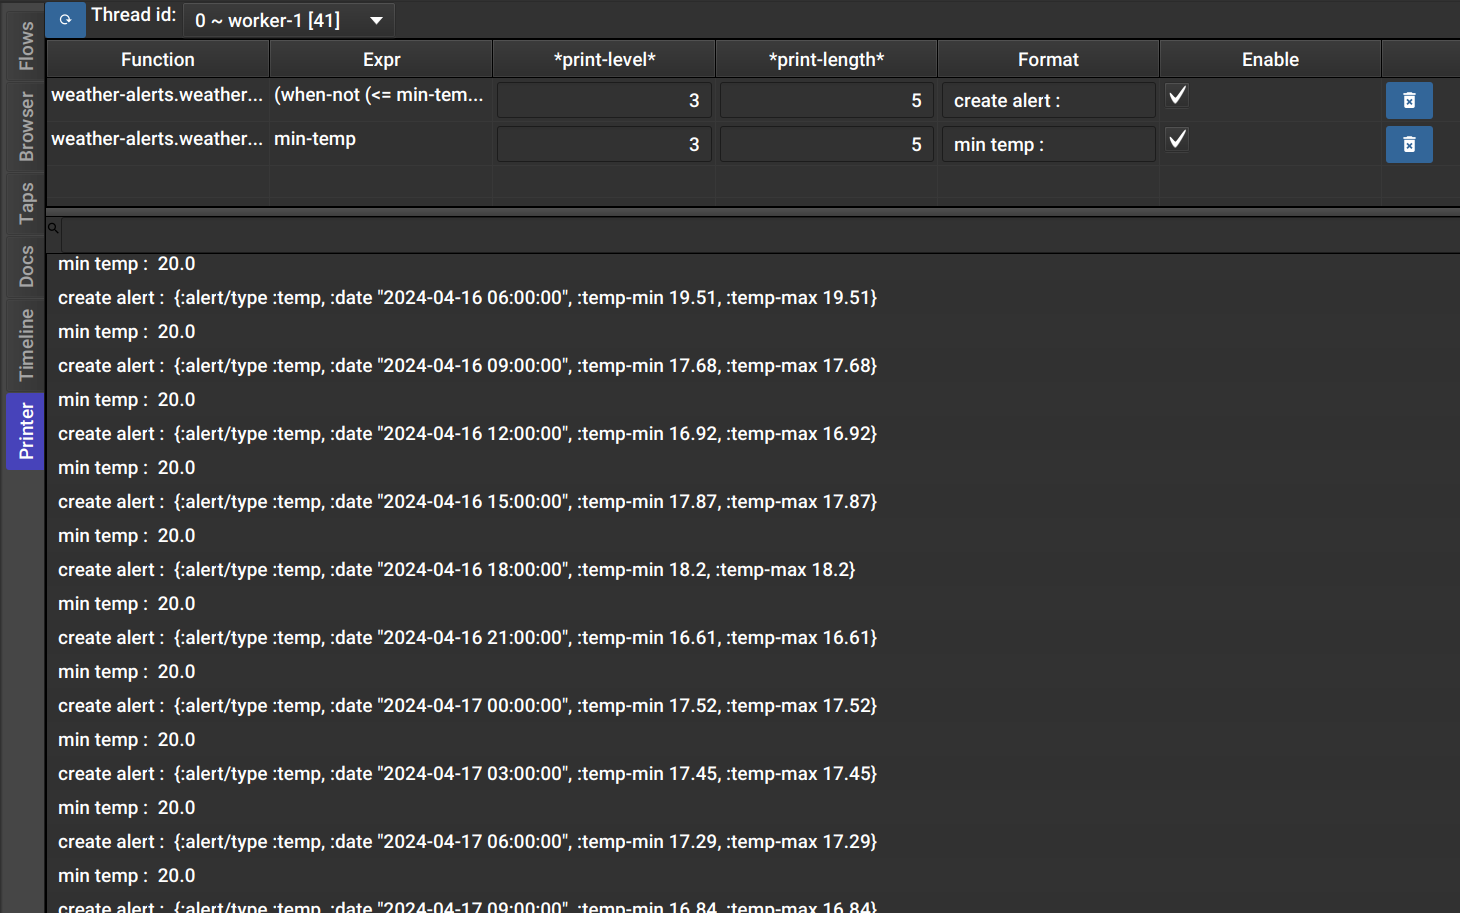 Thread id: 0 ~ worker-1 [41]
Flows
Browser
Taps
Docs
Timeline
Printer
Function Expr *print-level* *print-length* Format Enable
weather-alerts.weather... (when-not (<= min-tem... 3 5 create alert :
weather-alerts.weather... min-temp 3 5 min temp :
min temp : 20.0
create alert : {:alert/type :temp, :date "2024-04-16 06:00:00", :temp-min 19.51, :temp-max 19.51}
min temp : 20.0
create alert : {:alert/type :temp, :date "2024-04-16 09:00:00", :temp-min 17.68, :temp-max 17.68}
min temp : 20.0
create alert : {:alert/type :temp, :date "2024-04-16 12:00:00", :temp-min 16.92, :temp-max 16.92}
min temp : 20.0
create alert : {:alert/type :temp, :date "2024-04-16 15:00:00", :temp-min 17.87, :temp-max 17.87}
min temp : 20.0
create alert : {:alert/type :temp, :date "2024-04-16 18:00:00", :temp-min 18.2, :temp-max 18.2}
min temp : 20.0
create alert : {:alert/type :temp, :date "2024-04-16 21:00:00", :temp-min 16.61, :temp-max 16.61}
min temp : 20.0
create alert : {:alert/type :temp, :date "2024-04-17 00:00:00", :temp-min 17.52, :temp-max 17.52}
min temp : 20.0
create alert : {:alert/type :temp, :date "2024-04-17 03:00:00", :temp-min 17.45, :temp-max 17.45}
min temp : 20.0
create alert : {:alert/type :temp, :date "2024-04-17 06:00:00", :temp-min 17.29, :temp-max 17.29}
min temp : 20.0
create alert : {:alert/type :temp, :date "2024-04-17 09:00:00", :temp-min 16.84, :temp-max 16.84}